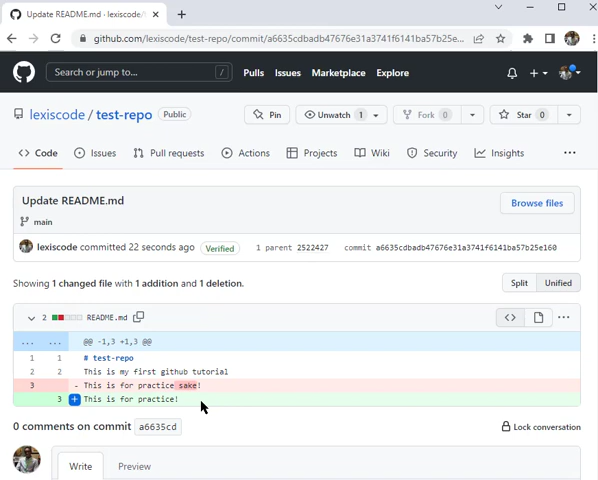 Update README.md · lexiscode/t
github.com/lexiscode/test-repo/commit/a6635cdbadb47676e31a3741f6141ba57b25e...
Search or jump to... /
Pulls Issues Marketplace Explore
lexiscode / test-repo Public
Pin Unwatch 1 Fork 0 Star 0
Code Issues Pull requests Actions Projects Wiki Security Insights ...
Update README.md
Browse files
main
lexiscode committed 22 seconds ago Verified 1 parent 2522427 commit a6635cdbadb47676e31a3741f6141ba57b25e160
Showing 1 changed file with 1 addition and 1 deletion.
Split Unified
2 README.md <> ...
... ... @@ -1,3 +1,3 @@
1 1 # test-repo
2 2 This is my first github tutorial
3 - This is for practice sake!
3 + This is for practice!
0 comments on commit a6635cd
Lock conversation
Write Preview